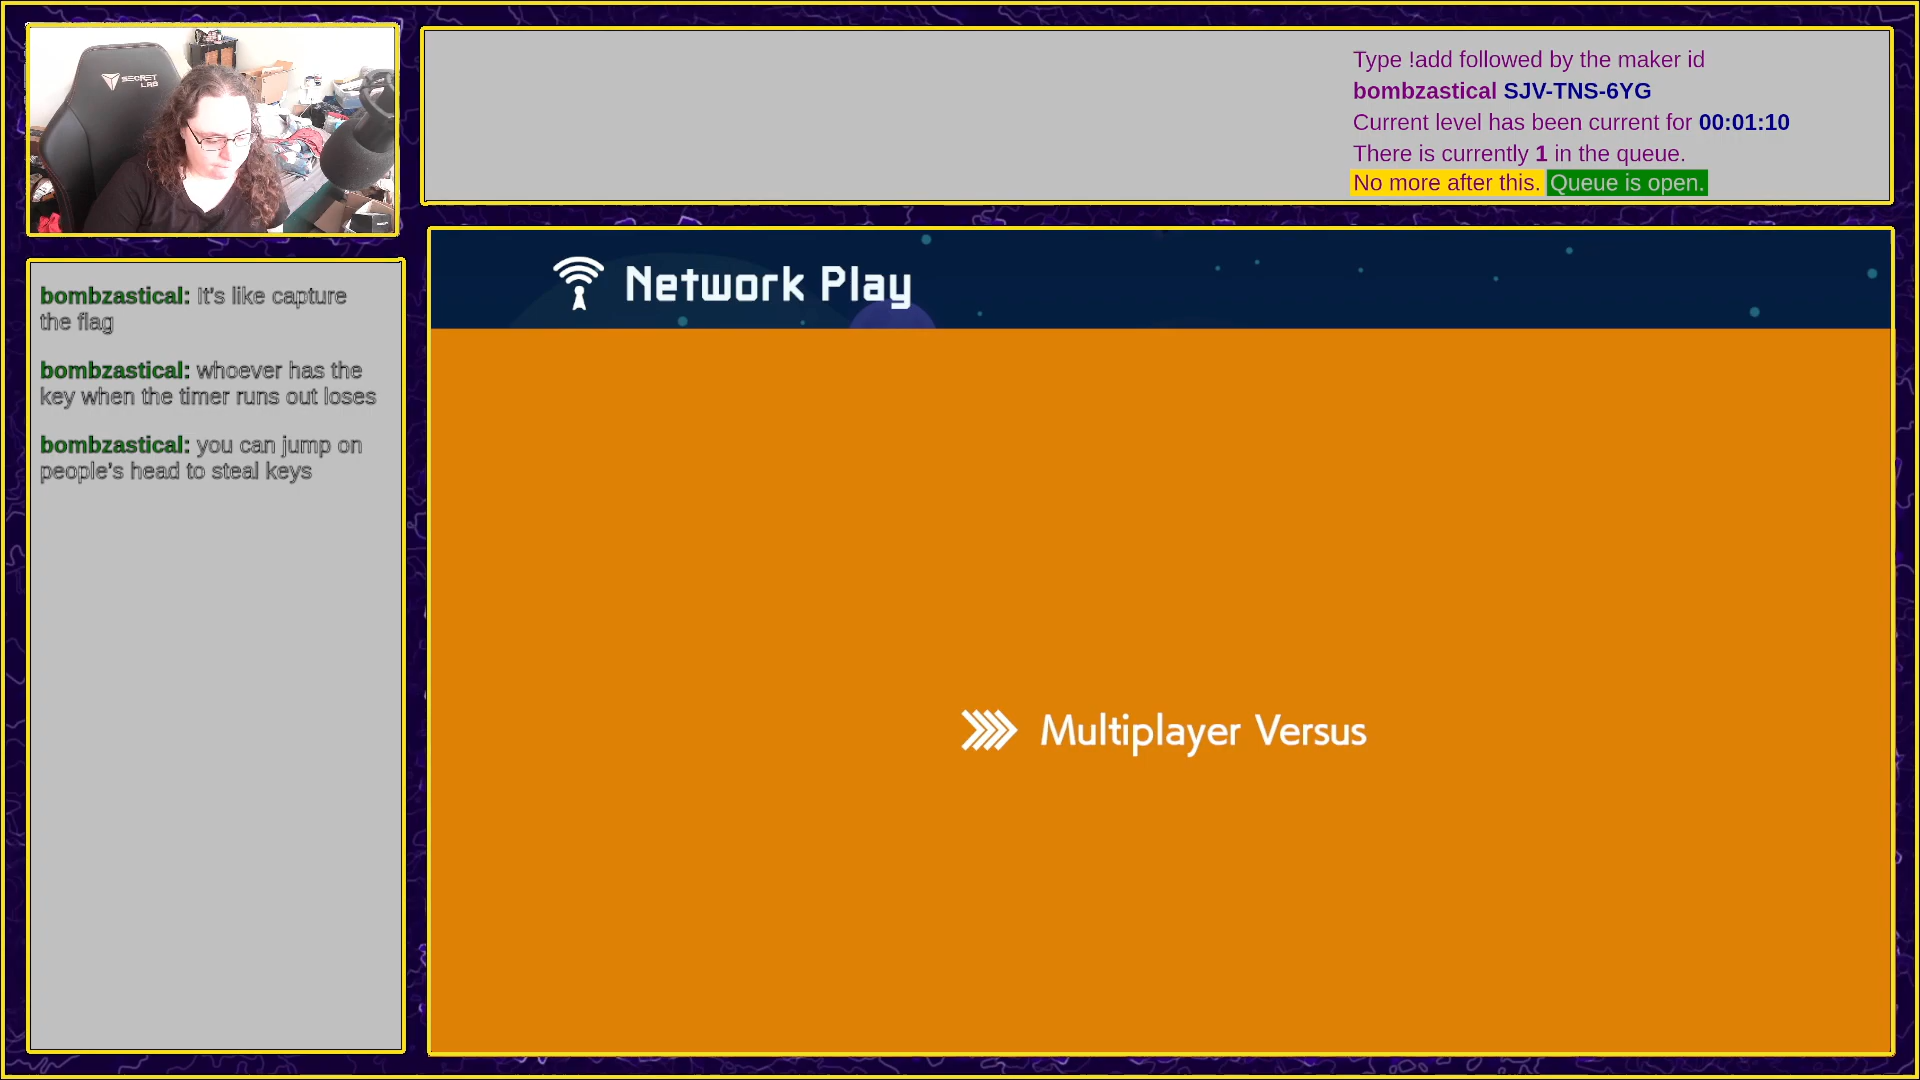 SECRET
LAB
Type !add followed by the maker id
bombzastical SJV-TNS-6YG
Current level has been current for 00:01:10
There is currently 1 in the queue.
No more after this. Queue is open.
bombzastical: It's like capture
the flag
bombzastical: whoever has the
key when the timer runs out loses
bombzastical: you can jump on
people's head to steal keys
Network Play
Multiplayer Versus